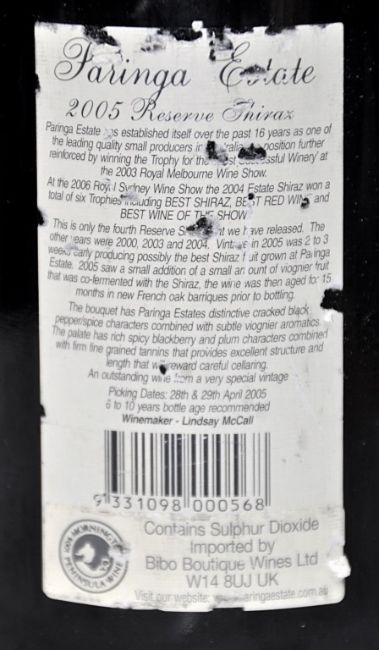 Paringa Estate
2005 Reserve Shiraz
Paringa Estate has established itself over the past 16 years as one of
the leading quality small producers in position further
reinforced by winning the Trophy for the Winery' at
the 2003 Royal Melbourne Wine Show.
At the 2006 Royal Sydney Wine Show the 2004 Estate Shiraz won a
total of six Trophies including BEST SHIRAZ, BEST RED WINE and
BEST WINE OF THE SHOW
This is only the fourth Reserve we have released. The
other years were 2000, 2003 and 2004. Vintage in 2005 was 2 to 3
weeks early producing possibly the best Shiraz fruit grown at Paringa
Estate. 2005 saw a small addition of a small amount of viognier fruit
that was co-fermented with the Shiraz, the wine was then aged for 15
months in new French oak barriques prior to bottling.
The bouquet has Paringa Estates distinctive cracked black
pepper/spice characters combined with subtle viognier aromatics.
The palate has rich spicy blackberry and plum characters combined
with firm fine grained tannins that provides excellent structure and
length that will reward careful cellaring.
An outstanding wine from a very special vintage
Picking Dates: 28th & 29th April 2005
6 to 10 years bottle age recommended
Winemaker - Lindsay McCall
9 331098 000568
MORNINGTON
PENINSULA WINE
Contains Sulphur Dioxide
Imported by
Bibo Boutique Wines Ltd
W14 8UJ UK
Visit our website: aringaestate.com.au